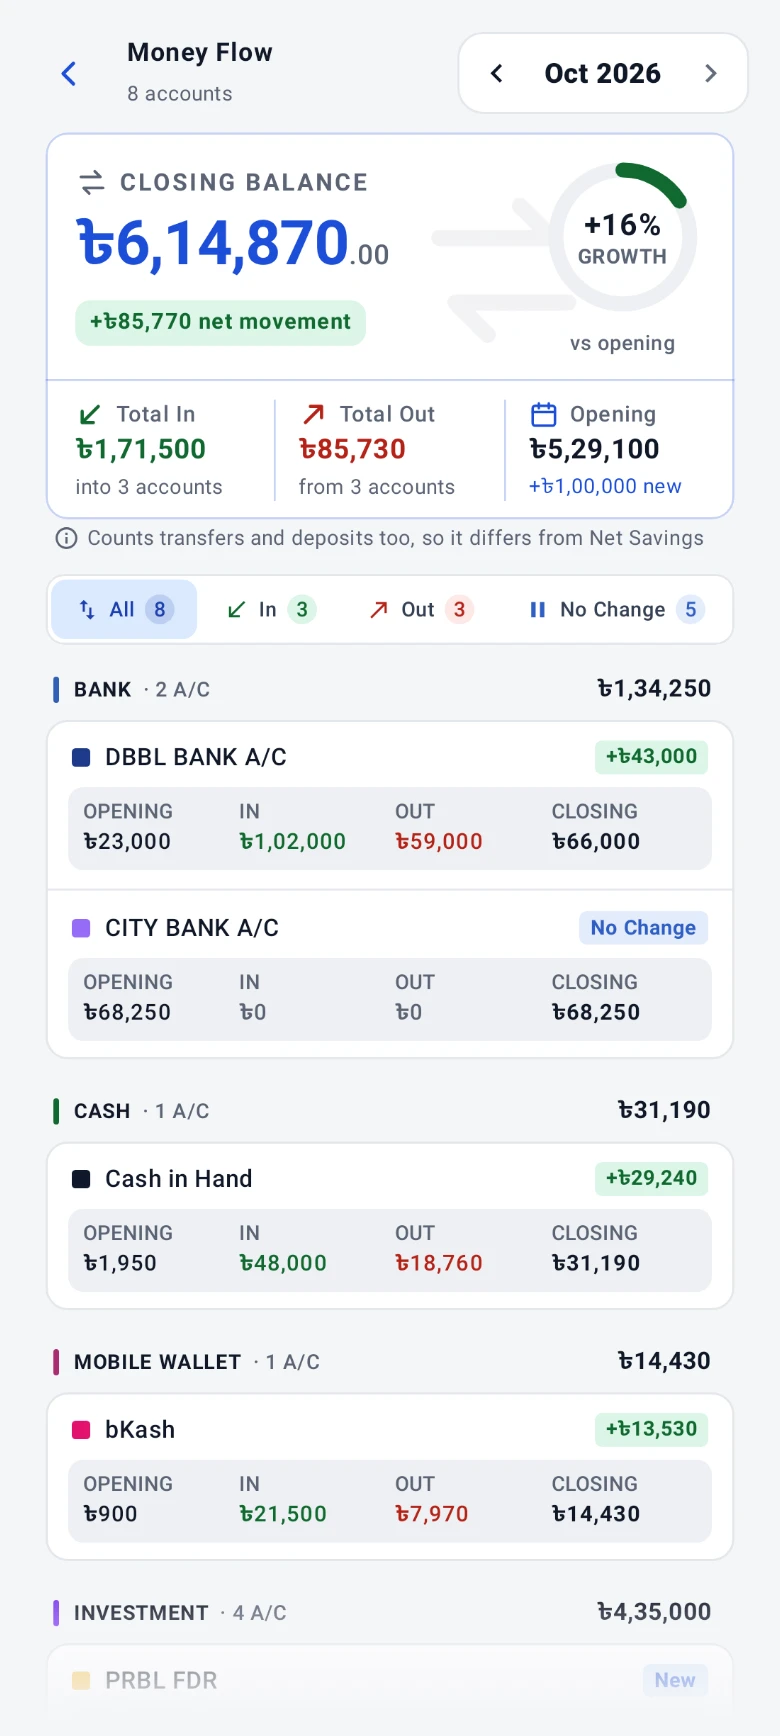 Money Flow
8 accounts
Oct 2026
CLOSING BALANCE
৳6,14,870.00
+৳85,770 net movement
+16%
GROWTH
vs opening
Total In
৳1,71,500
into 3 accounts
Total Out
৳85,730
from 3 accounts
Opening
৳5,29,100
+৳1,00,000 new
Counts transfers and deposits too, so it differs from Net Savings
All 8
In 3
Out 3
No Change 5
BANK · 2 A/C ৳1,34,250
DBBL BANK A/C +৳43,000
OPENING IN OUT CLOSING
৳23,000 ৳1,02,000 ৳59,000 ৳66,000
CITY BANK A/C No Change
OPENING IN OUT CLOSING
৳68,250 ৳0 ৳0 ৳68,250
CASH · 1 A/C ৳31,190
Cash in Hand +৳29,240
OPENING IN OUT CLOSING
৳1,950 ৳48,000 ৳18,760 ৳31,190
MOBILE WALLET · 1 A/C ৳14,430
bKash +৳13,530
OPENING IN OUT CLOSING
৳900 ৳21,500 ৳7,970 ৳14,430
INVESTMENT · 4 A/C ৳4,35,000
PRBL FDR New